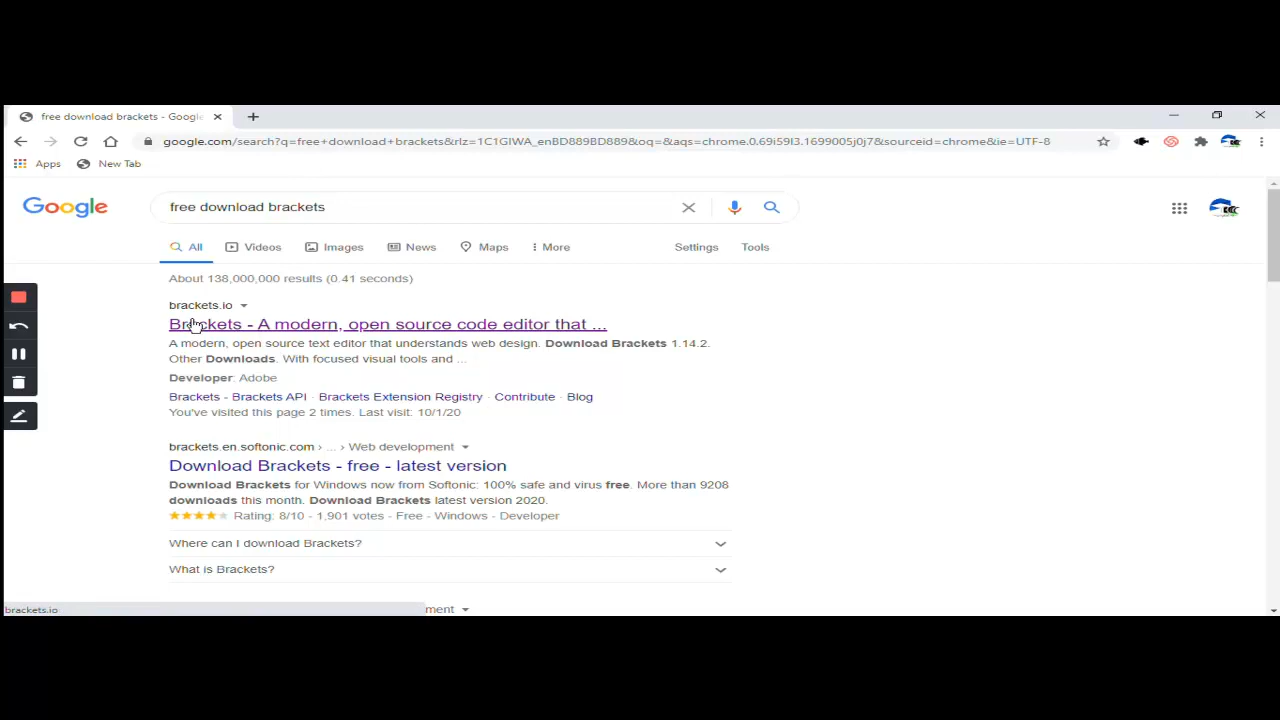 free download brackets - Google
google.com/search?q=free+download+brackets&rlz=1C1GIWA_enBD889BD889&oq=&aqs=chrome.0.69i59l3.1699005j0j7&sourceid=chrome&ie=UTF-8
Apps New Tab
Google free download brackets
All Videos Images News Maps More Settings Tools
About 138,000,000 results (0.41 seconds)
brackets.io
Brackets - A modern, open source code editor that ...
A modern, open source text editor that understands web design. Download Brackets 1.14.2.
Other Downloads. With focused visual tools and ...
Developer: Adobe
Brackets - Brackets API · Brackets Extension Registry · Contribute · Blog
You've visited this page 2 times. Last visit: 10/1/20
brackets.en.softonic.com › ... › Web development
Download Brackets - free - latest version
Download Brackets for Windows now from Softonic: 100% safe and virus free. More than 9208
downloads this month. Download Brackets latest version 2020.
Rating: 8/10 - 1,901 votes - Free - Windows - Developer
Where can I download Brackets?
What is Brackets?
brackets.io ment